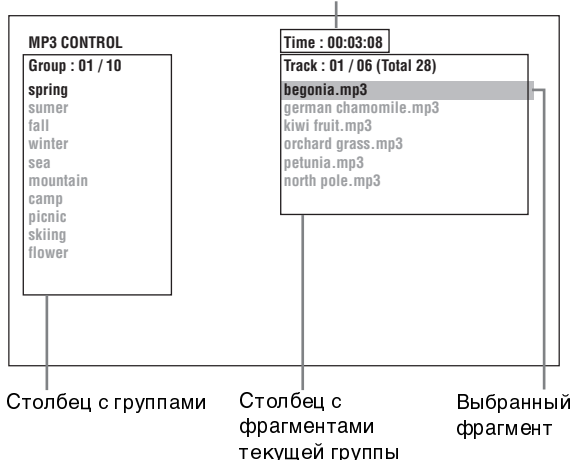 MP3 CONTROL
Time : 00:03:08
Group : 01 / 10
Track : 01 / 06 (Total 28)
spring
sumer
fall
winter
sea
mountain
camp
picnic
skiing
flower
begonia.mp3
german chamomile.mp3
kiwi fruit.mp3
orchard grass.mp3
petunia.mp3
north pole.mp3
Столбец с группами
Столбец с
фрагментами
текущей группы
Выбранный
фрагмент